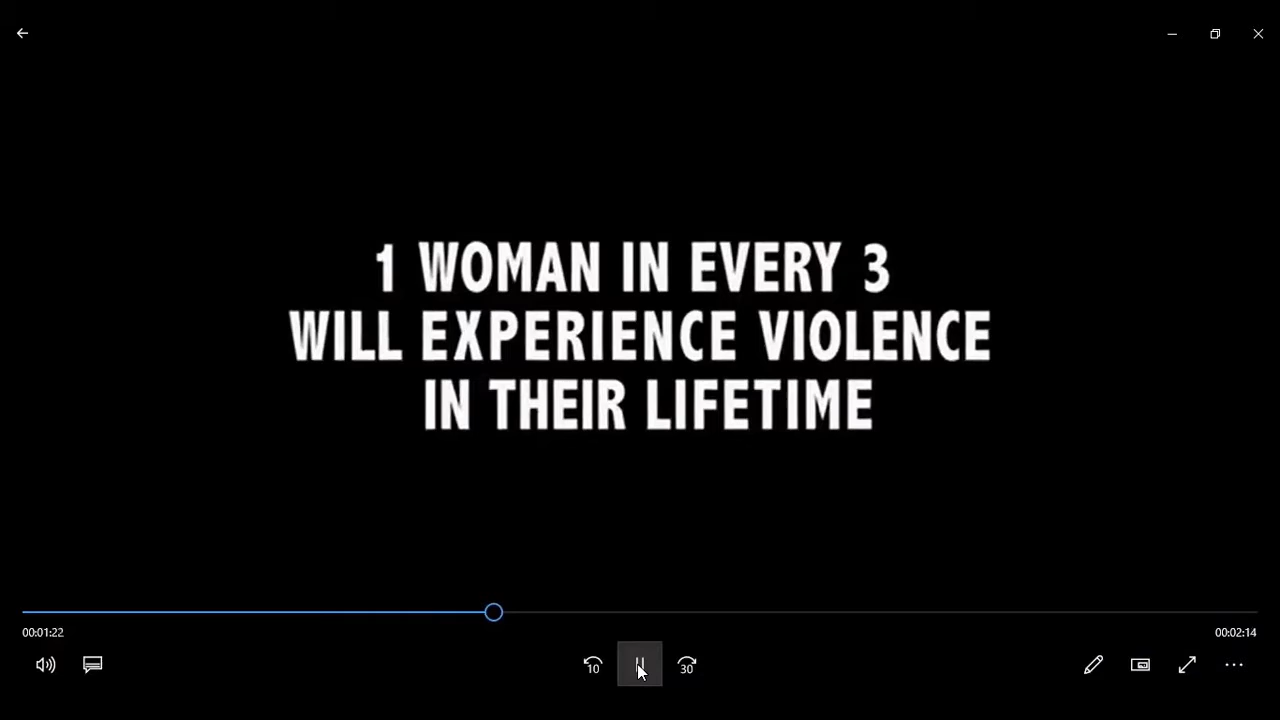 1 WOMAN IN EVERY 3
WILL EXPERIENCE VIOLENCE
IN THEIR LIFETIME
00:01:22
00:02:14
10
30